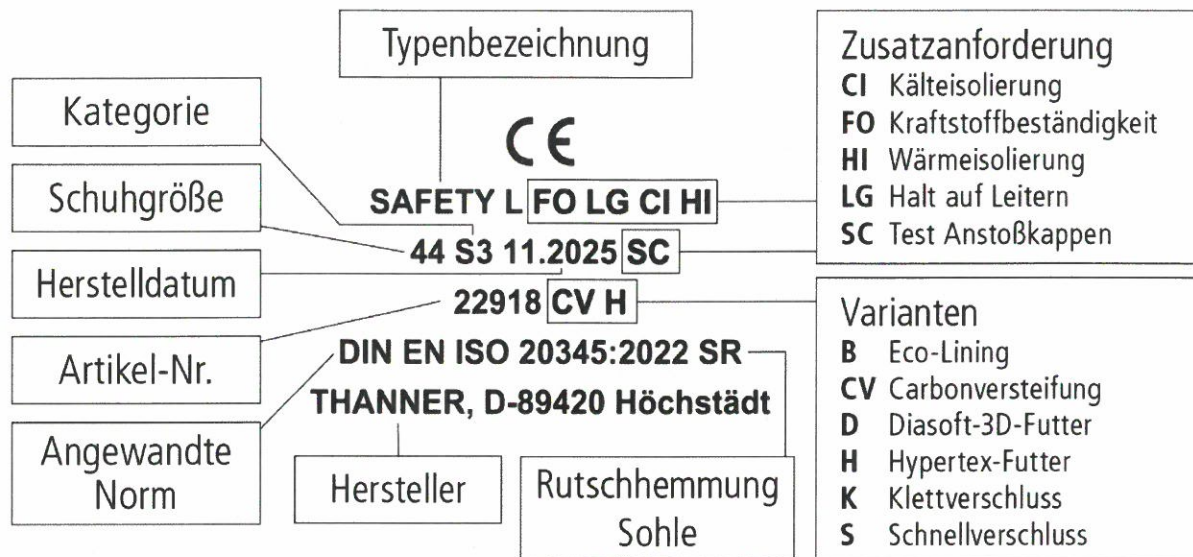 Typenbezeichnung
Kategorie
Schuhgröße
Herstelldatum
Artikel-Nr.
Angewandte
Norm
CE
SAFETY L FO LG CI HI
44 S3 11.2025 SC
22918 CV H
DIN EN ISO 20345:2022 SR
THANNER, D-89420 Höchstädt
Hersteller
Rutschhemmung
Sohle
Zusatzanforderung
CI Kälteisolierung
FO Kraftstoffbeständigkeit
HI Wärmeisolierung
LG Halt auf Leitern
SC Test Anstoßkappen
Varianten
B Eco-Lining
CV Carbonversteifung
D Diasoft-3D-Futter
H Hypertex-Futter
K Klettverschluss
S Schnellverschluss